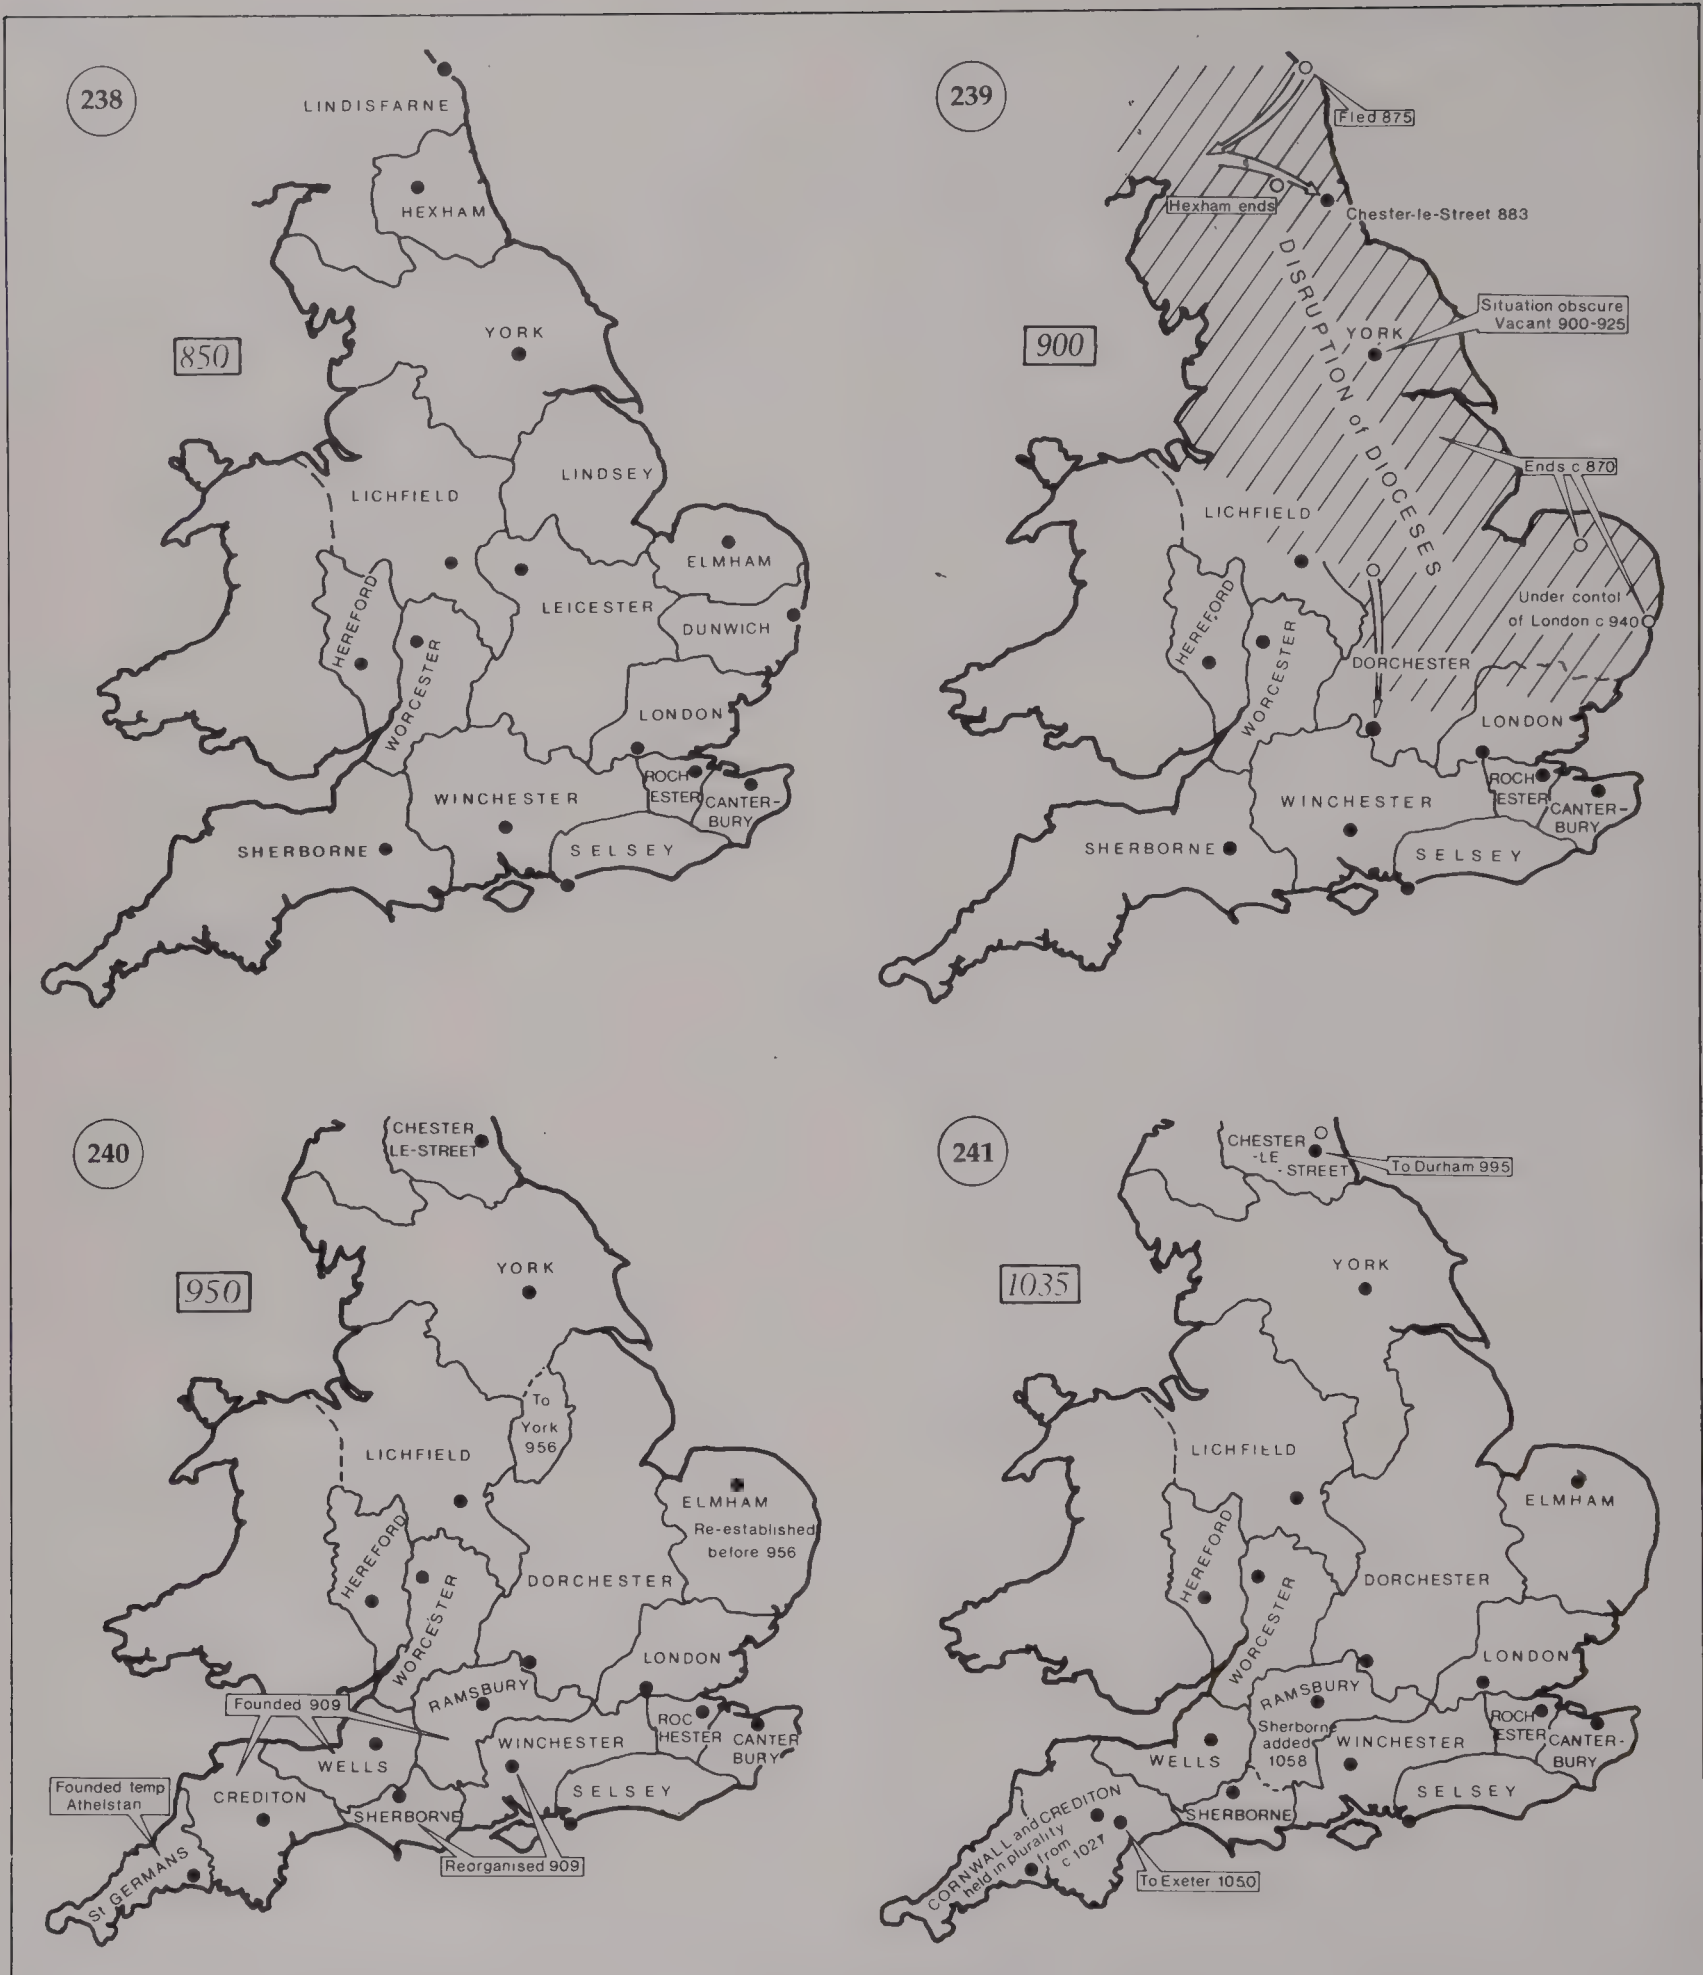 238
LINDISFARNE
HEXHAM
850
YORK
LINDSEY
LICHFIELD
ELMHAM
LEICESTER
HEREFORD
DUNWICH
WORCESTER
LONDON
ROCH
ESTER
CANTER-
BURY
WINCHESTER
SHERBORNE
SELSEY
239
Fled 875
Hexham ends
Chester-le-Street 883
DISRUPTION of DIOCESES
Situation obscure
Vacant 900-925
YORK
900
Ends c 870
LICHFIELD
HEREFORD
Under contol
of London c 940
WORCESTER
DORCHESTER
LONDON
ROCH
ESTER
CANTER-
BURY
WINCHESTER
SHERBORNE
SELSEY
240
CHESTER
LE-STREET
YORK
950
To
York
956
LICHFIELD
ELMHAM
Re-established
before 956
HEREFORD
DORCHESTER
WORCESTER
LONDON
RAMSBURY
Founded 909
ROC
HESTER
CANTER
BURY
WINCHESTER
WELLS
SELSEY
Founded temp
Athelstan
CREDITON
SHERBORNE
Reorganised 909
St GERMANS
241
CHESTER
-LE
-STREET
To Durham 995
YORK
1035
LICHFIELD
ELMHAM
HEREFORD
DORCHESTER
WORCESTER
LONDON
RAMSBURY
Sherborne
added
1058
ROCH
ESTER
CANTER-
BURY
WINCHESTER
WELLS
SELSEY
SHERBORNE
CORNWALL and CREDITON
held in plurality
from
c 1027
To Exeter 1050